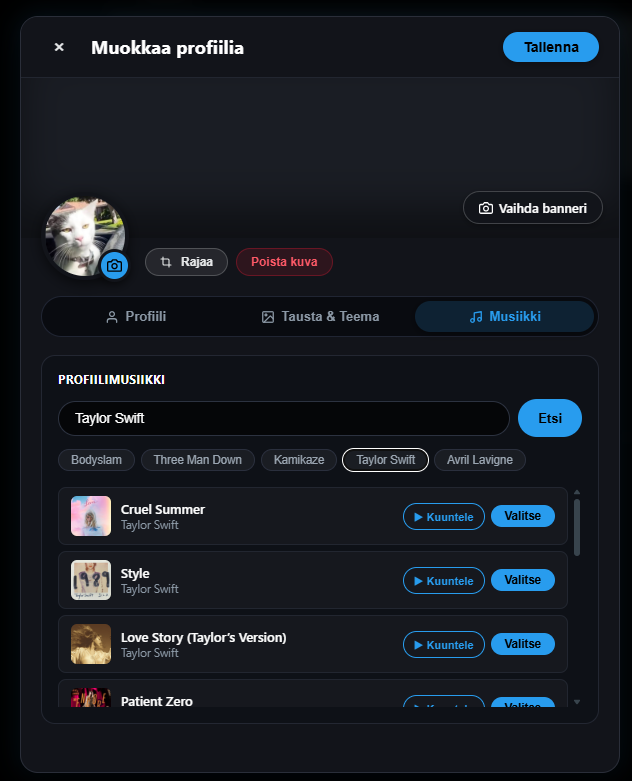 × Muokkaa profiilia Tallenna
Vaihda banneri
Rajaa Poista kuva
Profiili Tausta & Teema Musiikki
PROFIILIMUSIIKKI
Taylor Swift Etsi
Bodyslam Three Man Down Kamikaze Taylor Swift Avril Lavigne
Cruel Summer
Taylor Swift
▶ Kuuntele Valitse
Style
Taylor Swift
▶ Kuuntele Valitse
Love Story (Taylor’s Version)
Taylor Swift
▶ Kuuntele Valitse
Patient Zero